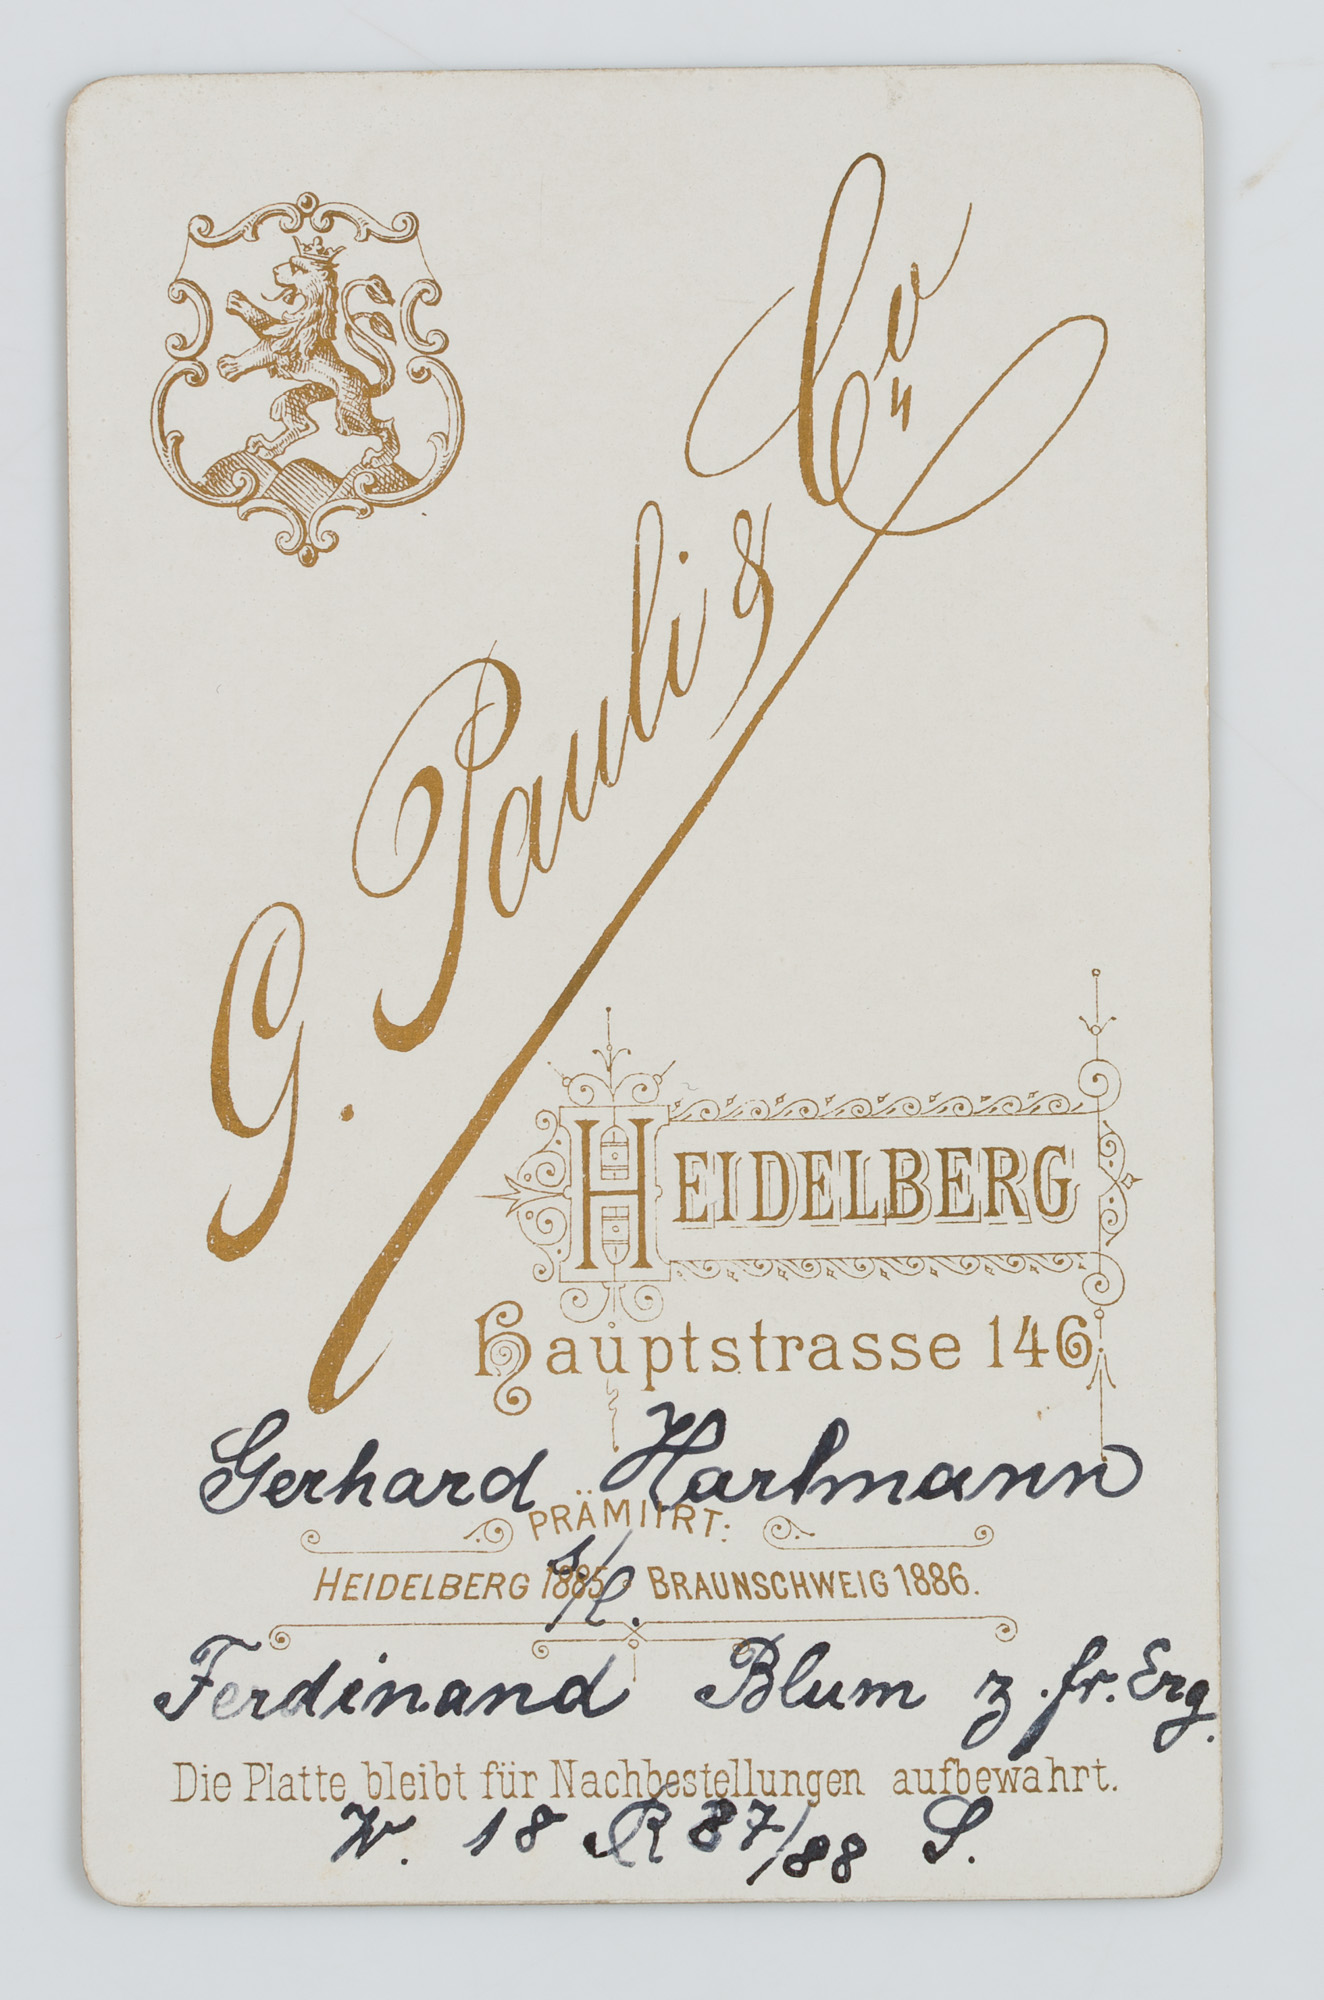 G. Pauli & Co
HEIDELBERG
Hauptstrasse 146.
Gerhard Hartmann
PRÄMIIRT:
HEIDELBERG 1885 · BRAUNSCHWEIG 1886.
s/l.
Ferdinand Blum z. fr. Erg.
Die Platte bleibt für Nachbestellungen aufbewahrt.
W. 18 R 87/88 S.